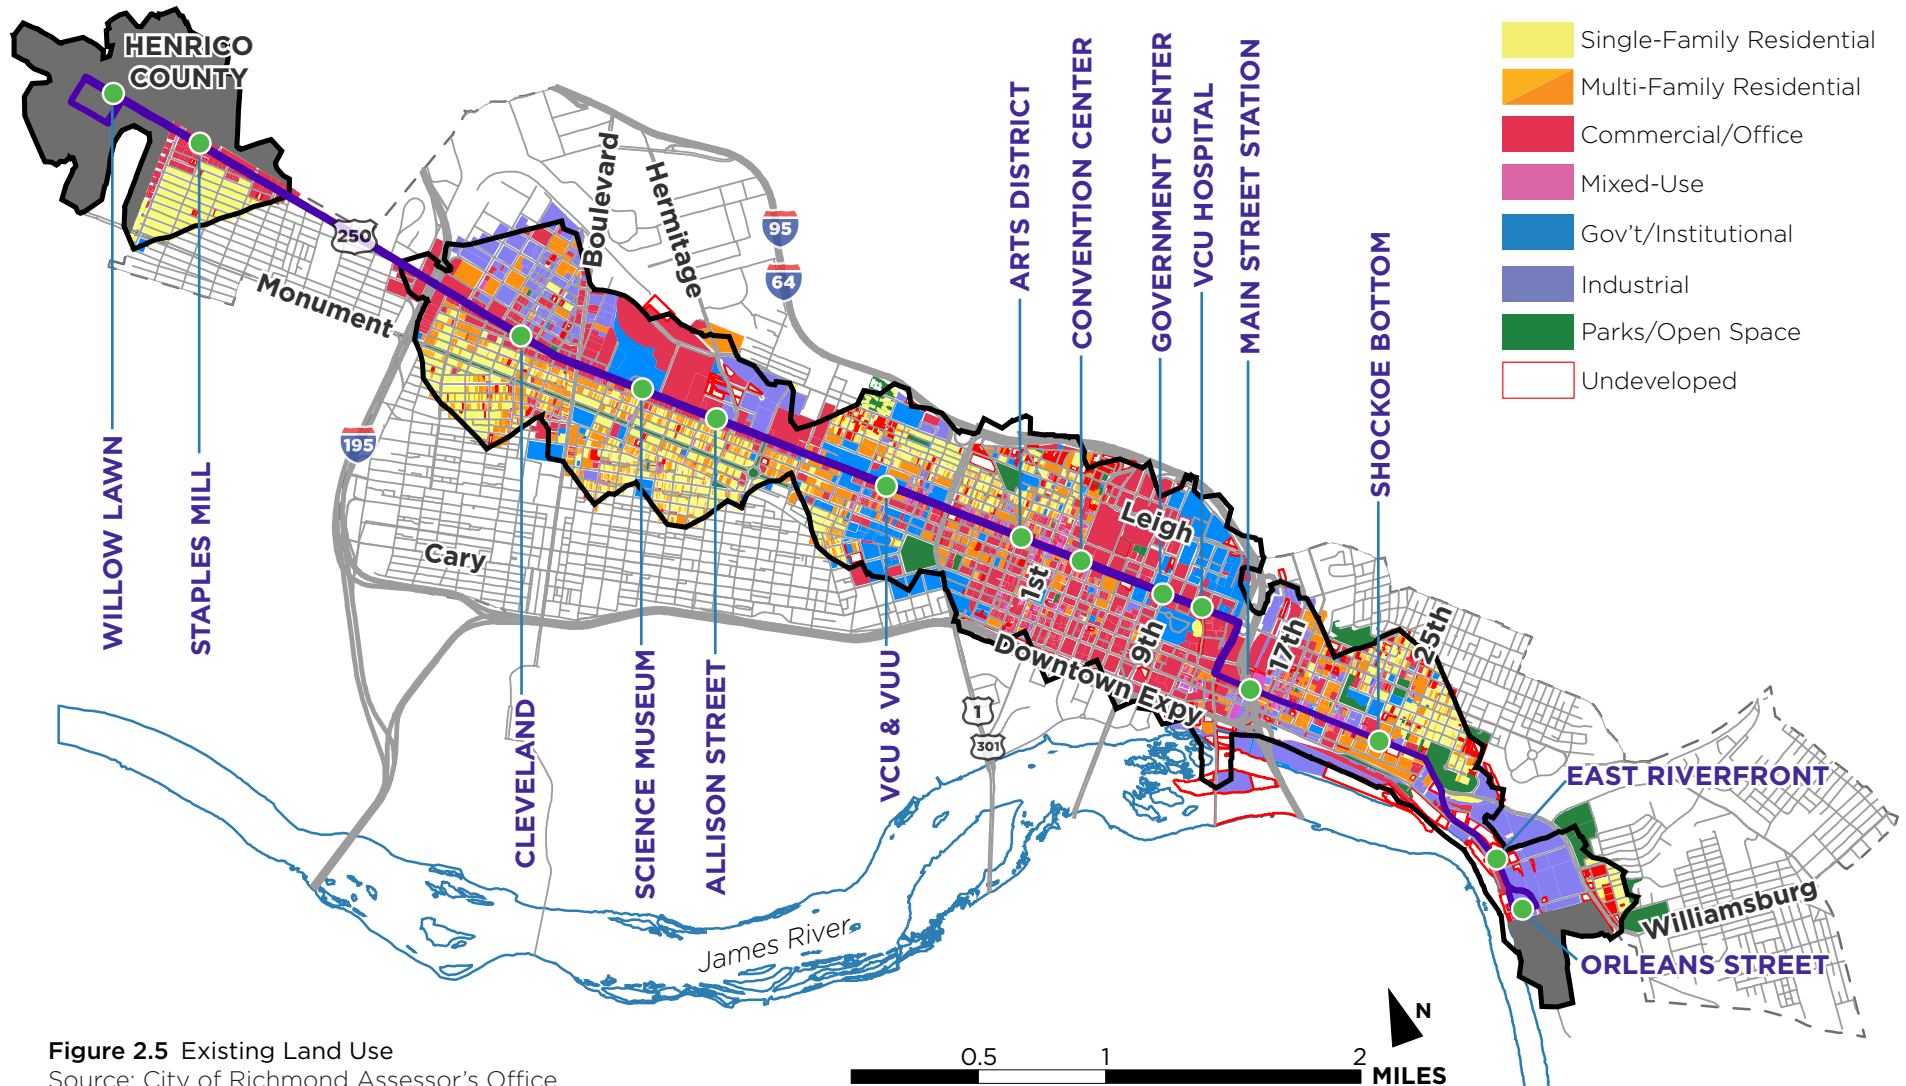 HENRICO
COUNTY
WILLOW LAWN
STAPLES MILL
250
Monument
195
Cary
CLEVELAND
SCIENCE MUSEUM
ALLISON STREET
Boulevard
Hermitage
95
64
VCU & VUU
ARTS DISTRICT
CONVENTION CENTER
GOVERNMENT CENTER
VCU HOSPITAL
MAIN STREET STATION
SHOCKOE BOTTOM
Leigh
1st
9th
17th
25th
Downtown Expy
1
301
James River
EAST RIVERFRONT
Williamsburg
ORLEANS STREET
Single-Family Residential
Multi-Family Residential
Commercial/Office
Mixed-Use
Gov't/Institutional
Industrial
Parks/Open Space
Undeveloped
N
0.5 1 2
MILES
Figure 2.5 Existing Land Use
Source: City of Richmond Assessor's Office